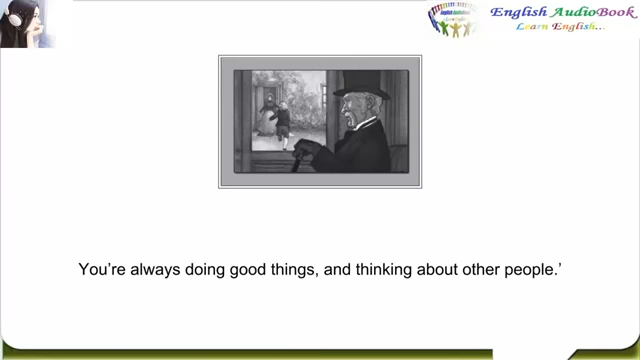 English AudioBook
Learn English...
You're always doing good things, and thinking about other people.'